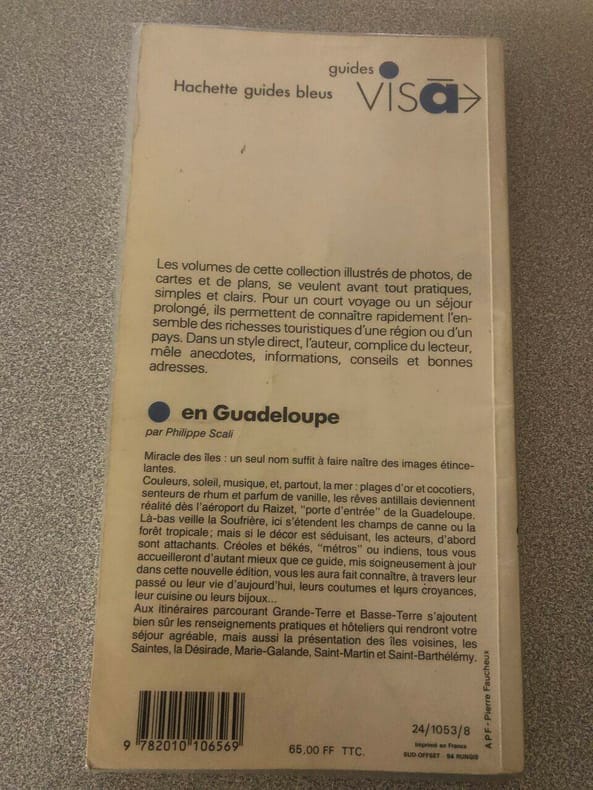 guides
Hachette guides bleus VISā→
Les volumes de cette collection illustrés de photos, de
cartes et de plans, se veulent avant tout pratiques,
simples et clairs. Pour un court voyage ou un séjour
prolongé, ils permettent de connaître rapidement l'en-
semble des richesses touristiques d'une région ou d'un
pays. Dans un style direct, l'auteur, complice du lecteur,
mêle anecdotes, informations, conseils et bonnes
adresses.
en Guadeloupe
par Philippe Scali
Miracle des îles : un seul nom suffit à faire naître des images étince-
lantes.
Couleurs, soleil, musique, et, partout, la mer : plages d'or et cocotiers,
senteurs de rhum et parfum de vanille, les rêves antillais deviennent
réalité dès l'aéroport du Raizet, "porte d'entrée" de la Guadeloupe.
Là-bas veille la Soufrière, ici s'étendent les champs de canne ou la
forêt tropicale; mais si le décor est séduisant, les acteurs, d'abord
sont attachants. Créoles et békés, "métros" ou indiens, tous vous
accueilleront d'autant mieux que ce guide, mis soigneusement à jour
dans cette nouvelle édition, vous les aura fait connaître, à travers leur
passé ou leur vie d'aujourd'hui, leurs coutumes et leurs croyances,
leur cuisine ou leurs bijoux...
Aux itinéraires parcourant Grande-Terre et Basse-Terre s'ajoutent
bien sûr les renseignements pratiques et hôteliers qui rendront votre
séjour agréable, mais aussi la présentation des îles voisines, les
Saintes, la Désirade, Marie-Galande, Saint-Martin et Saint-Barthélémy.
APF - Pierre Faucheux
9 782010 106569
65,00 FF TTC.
24/1053/8
Imprimé en France
SUD-OFFSET 94 RUNGIS